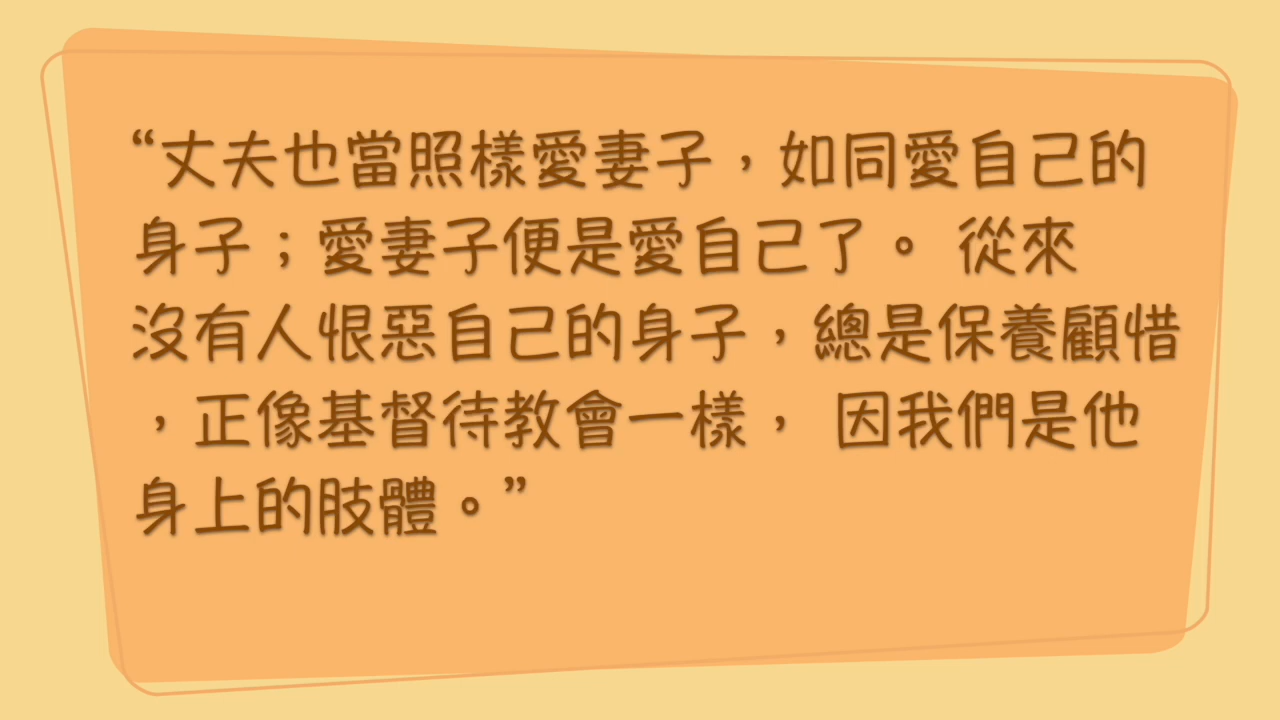 “丈夫也當照樣愛妻子，如同愛自己的
身子；愛妻子便是愛自己了。 從來
沒有人恨惡自己的身子，總是保養顧惜
，正像基督待教會一樣， 因我們是他
身上的肢體。”